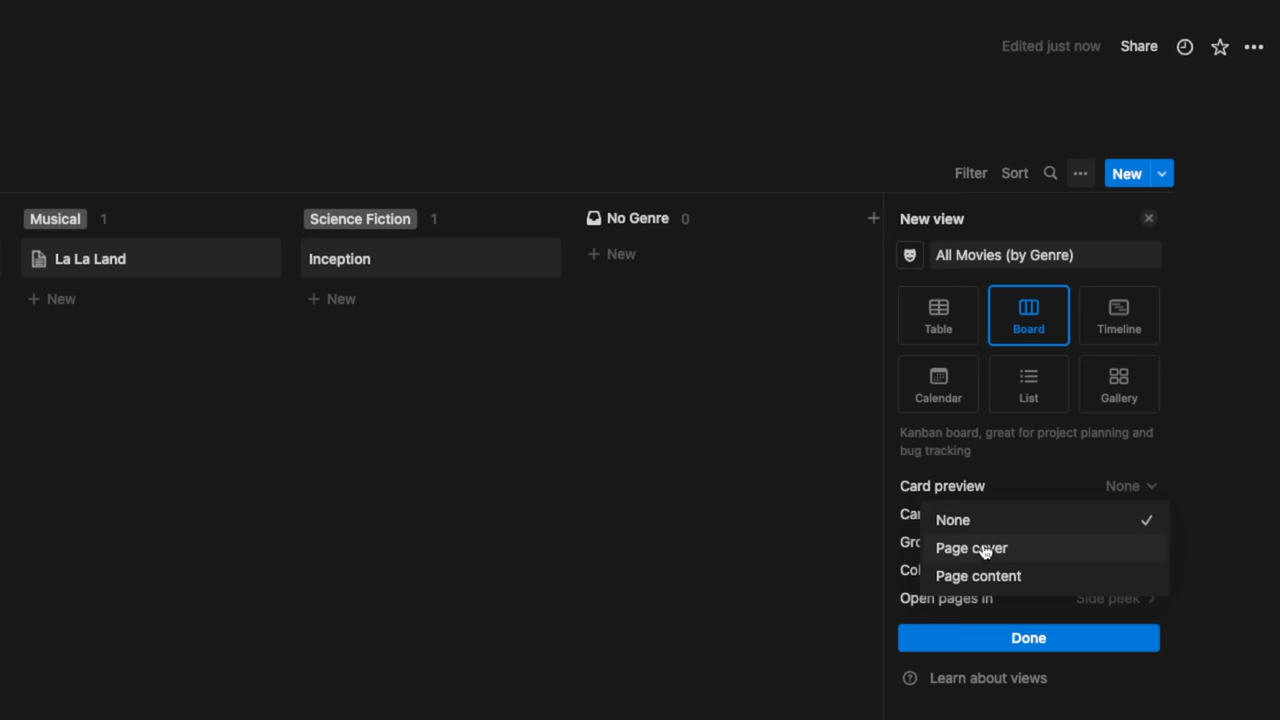 Edited just now Share
Filter Sort New
Musical 1 Science Fiction 1 No Genre 0
La La Land Inception New
New New
New view
All Movies (by Genre)
Table Board Timeline
Calendar List Gallery
Kanban board, great for project planning and
bug tracking
Card preview None
None
Page cover
Page content
Open pages in Side peek
Done
Learn about views